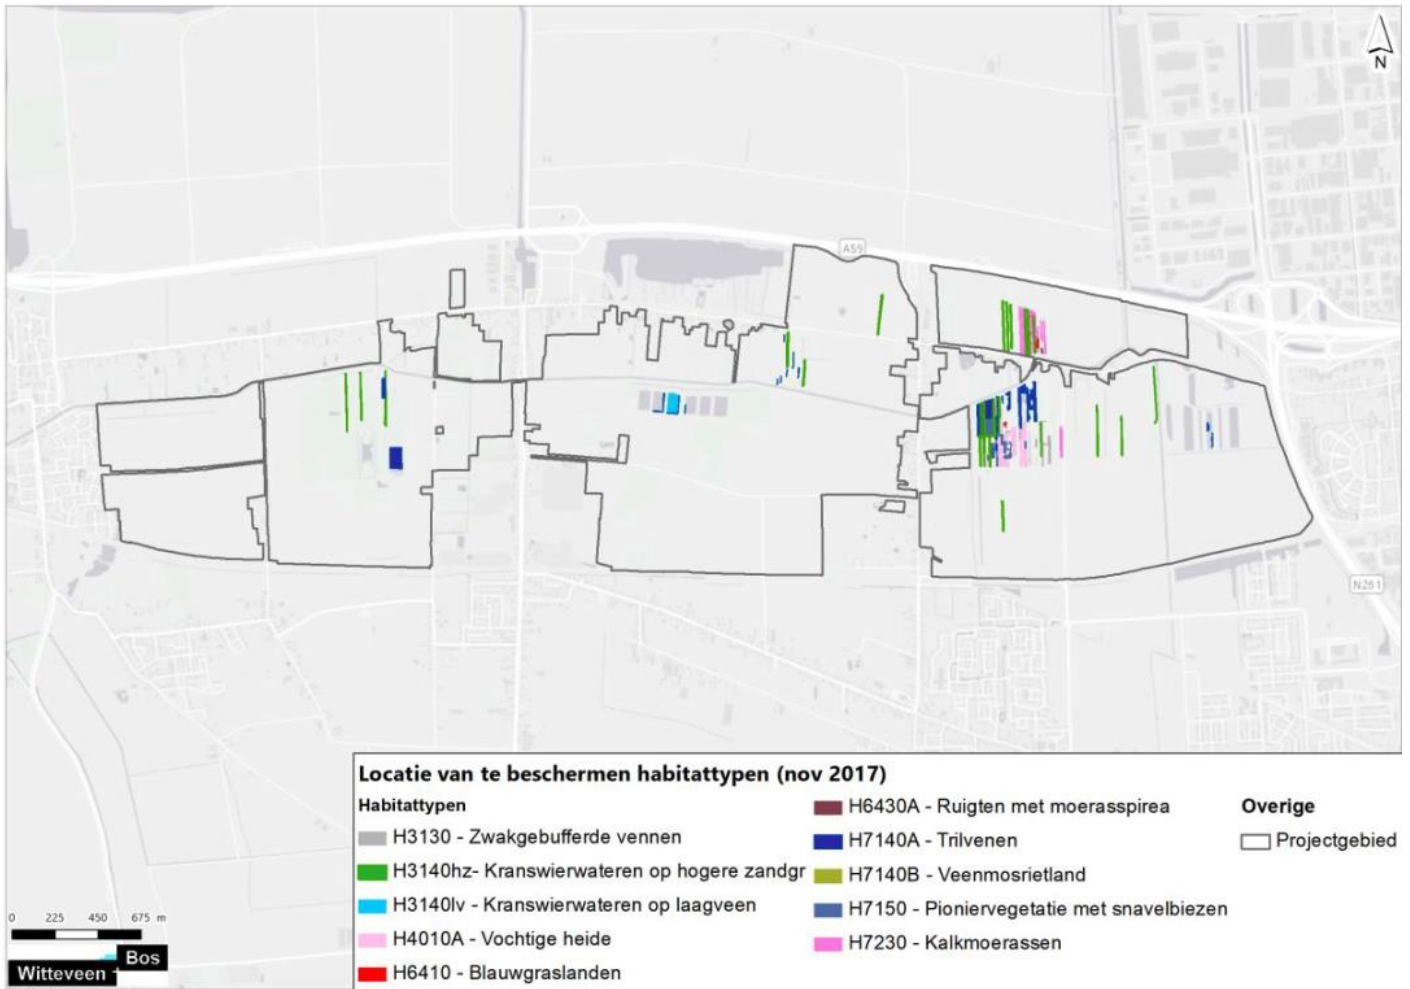 N
A59
N261
Locatie van te beschermen habitattypen (nov 2017)
Habitattypen
H3130 - Zwakgebufferde vennen
H3140hz- Kranswierwateren op hogere zandgr
H3140lv - Kranswierwateren op laagveen
H4010A - Vochtige heide
H6410 - Blauwgraslanden
H6430A - Ruigten met moerasspirea
H7140A - Trilvenen
H7140B - Veenmosrietland
H7150 - Pioniervegetatie met snavelbiezen
H7230 - Kalkmoerassen
Overige
Projectgebied
0 225 450 675 m
Witteveen +
Bos